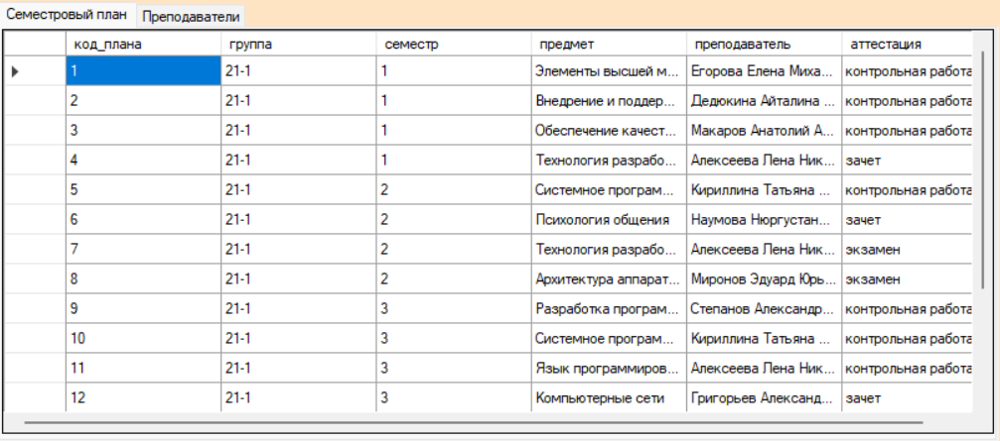 Семестровый план Преподаватели
код_плана группа семестр предмет преподаватель аттестация
1 21-1 1 Элементы высшей м... Егорова Елена Миха... контрольная работа
2 21-1 1 Внедрение и поддер... Дедюкина Айталина ... контрольная работа
3 21-1 1 Обеспечение качест... Макаров Анатолий А... контрольная работа
4 21-1 1 Технология разрабо... Алексеева Лена Ник... зачет
5 21-1 2 Системное програм... Кириллина Татьяна ... контрольная работа
6 21-1 2 Психология общения Наумова Нюргустан... зачет
7 21-1 2 Технология разрабо... Алексеева Лена Ник... экзамен
8 21-1 2 Архитектура аппарат... Миронов Эдуард Юрь... экзамен
9 21-1 3 Разработка програм... Степанов Александр... контрольная работа
10 21-1 3 Системное програм... Кириллина Татьяна ... контрольная работа
11 21-1 3 Язык программиров... Алексеева Лена Ник... контрольная работа
12 21-1 3 Компьютерные сети Григорьев Александ... зачет